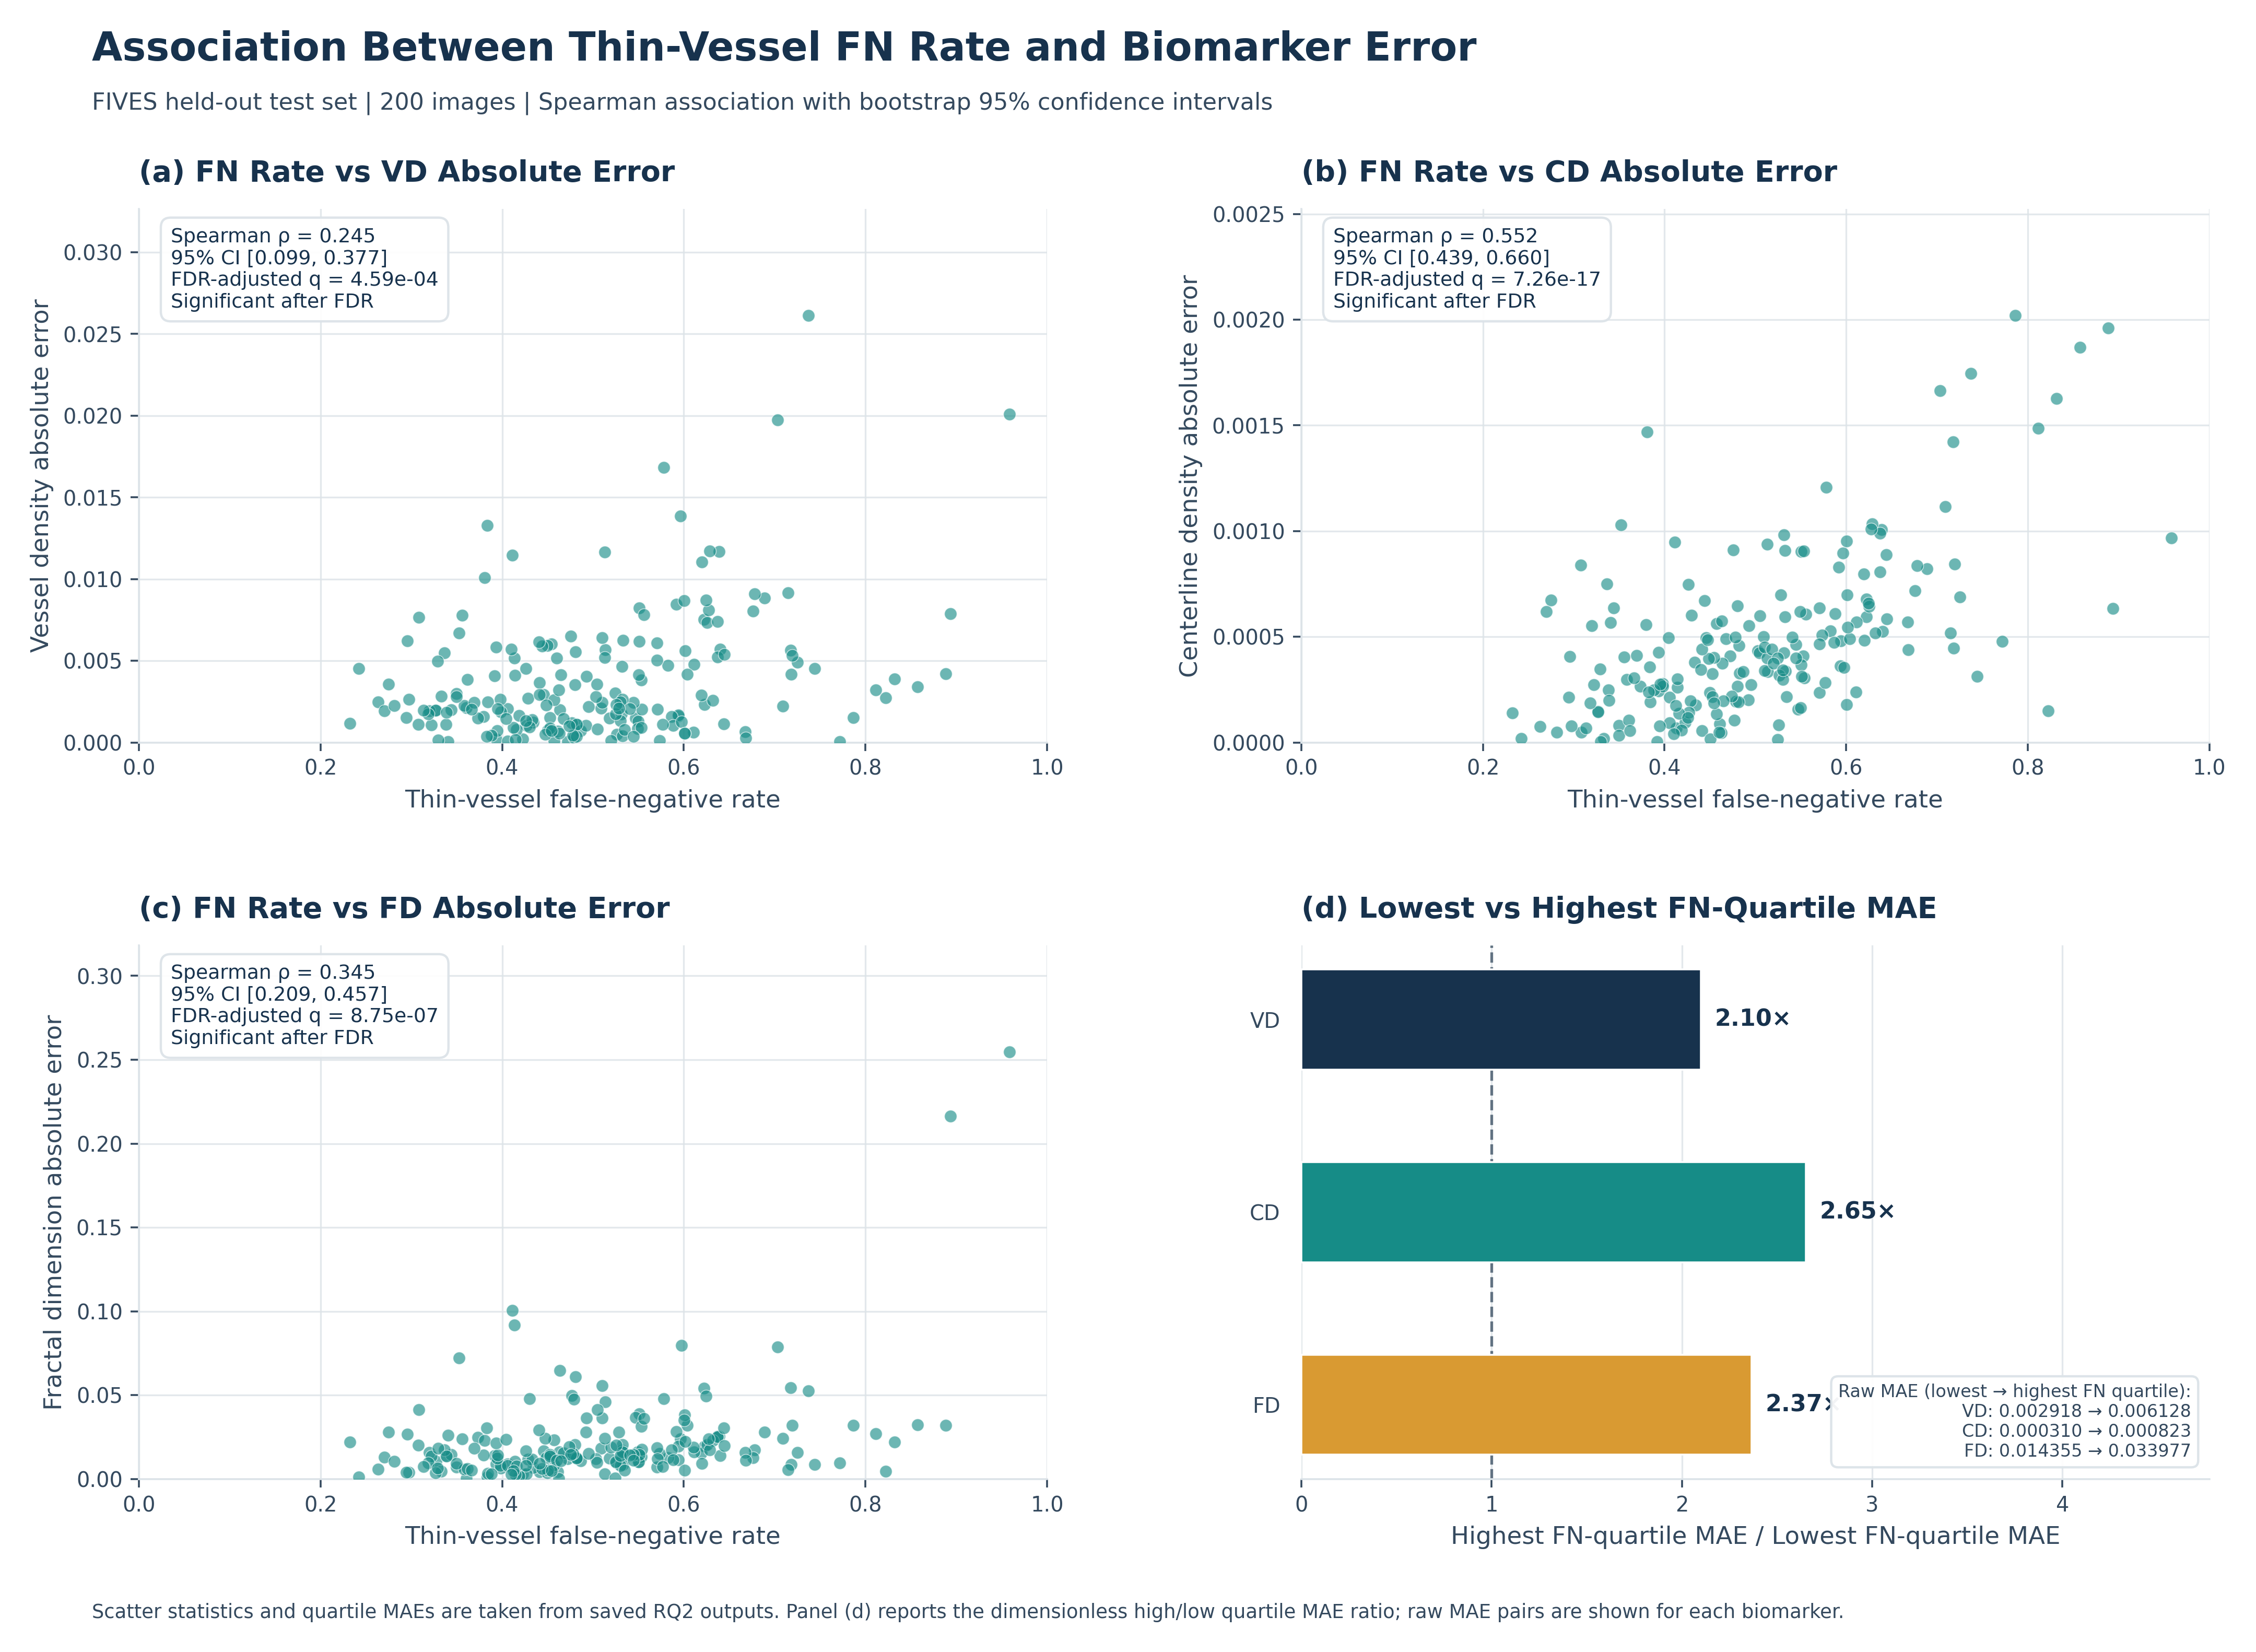 Association Between Thin-Vessel FN Rate and Biomarker Error
FIVES held-out test set | 200 images | Spearman association with bootstrap 95% confidence intervals
(a) FN Rate vs VD Absolute Error
Spearman ρ = 0.245
95% CI [0.099, 0.377]
FDR-adjusted q = 4.59e-04
Significant after FDR
Vessel density absolute error
0.030
0.025
0.020
0.015
0.010
0.005
0.000
0.0 0.2 0.4 0.6 0.8 1.0
Thin-vessel false-negative rate
(b) FN Rate vs CD Absolute Error
Spearman ρ = 0.552
95% CI [0.439, 0.660]
FDR-adjusted q = 7.26e-17
Significant after FDR
Centerline density absolute error
0.0025
0.0020
0.0015
0.0010
0.0005
0.0000
0.0 0.2 0.4 0.6 0.8 1.0
Thin-vessel false-negative rate
(c) FN Rate vs FD Absolute Error
Spearman ρ = 0.345
95% CI [0.209, 0.457]
FDR-adjusted q = 8.75e-07
Significant after FDR
Fractal dimension absolute error
0.30
0.25
0.20
0.15
0.10
0.05
0.00
0.0 0.2 0.4 0.6 0.8 1.0
Thin-vessel false-negative rate
(d) Lowest vs Highest FN-Quartile MAE
VD 2.10×
CD 2.65×
FD 2.37×
Raw MAE (lowest → highest FN quartile):
VD: 0.002918 → 0.006128
CD: 0.000310 → 0.000823
FD: 0.014355 → 0.033977
0 1 2 3 4
Highest FN-quartile MAE / Lowest FN-quartile MAE
Scatter statistics and quartile MAEs are taken from saved RQ2 outputs. Panel (d) reports the dimensionless high/low quartile MAE ratio; raw MAE pairs are shown for each biomarker.